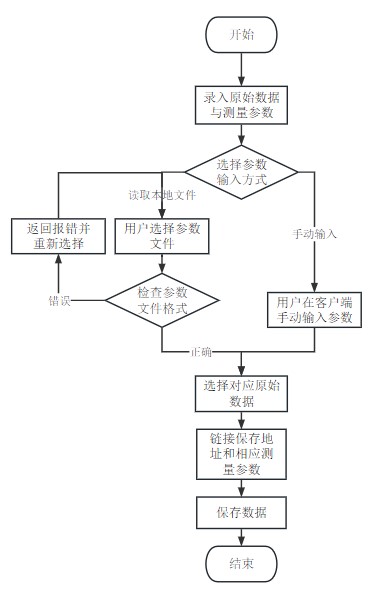 开始
录入原始数据
与测量参数
选择参数
输入方式
读取本地文件
返回报错并
重新选择
用户选择参数
文件
手动输入
错误
检查参数
文件格式
用户在客户端
手动输入参数
正确
选择对应原始
数据
链接保存地
址和相应测
量参数
保存数据
结束